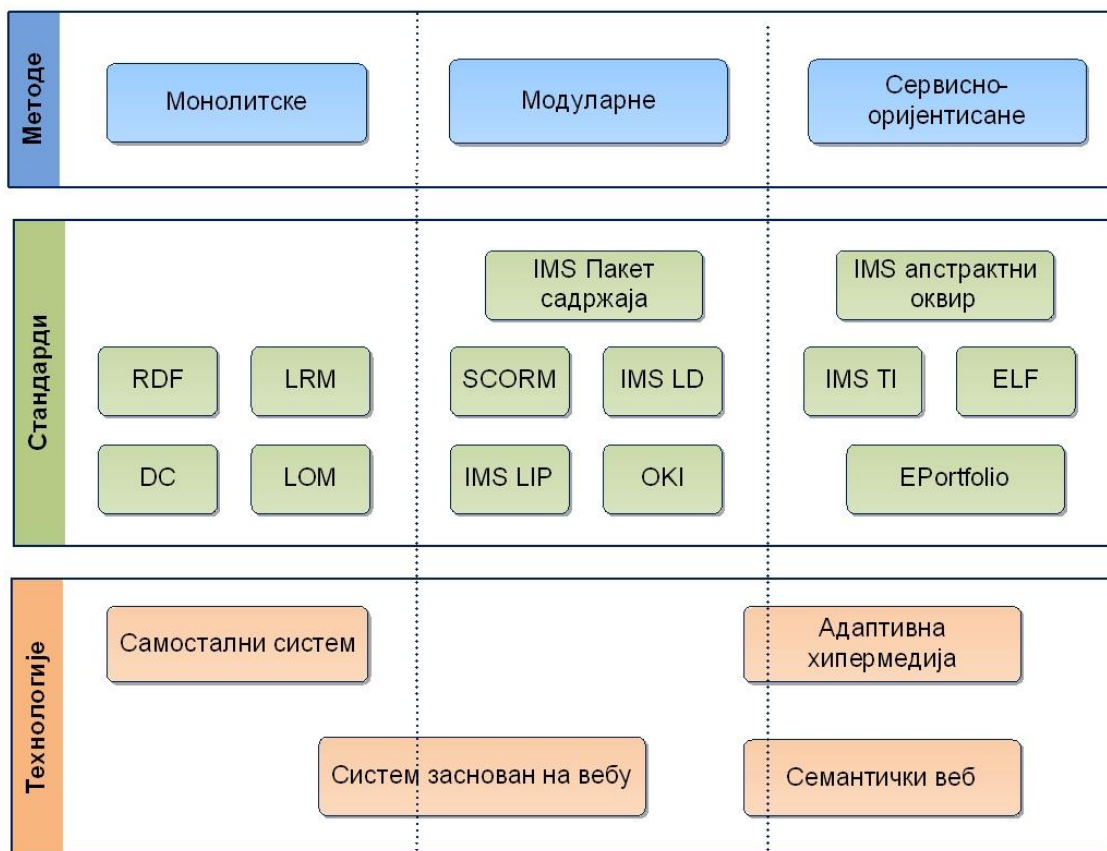 Методе
Монолитске
Модуларне
Сервисно-
оријентисане
Стандарди
IMS Пакет
садржаја
IMS апстрактни
оквир
RDF
LRM
SCORM
IMS LD
IMS TI
ELF
DC
LOM
IMS LIP
OKI
EPortfolio
Технологије
Самостални систем
Адаптивна
хипермедија
Систем заснован на вебу
Семантички веб